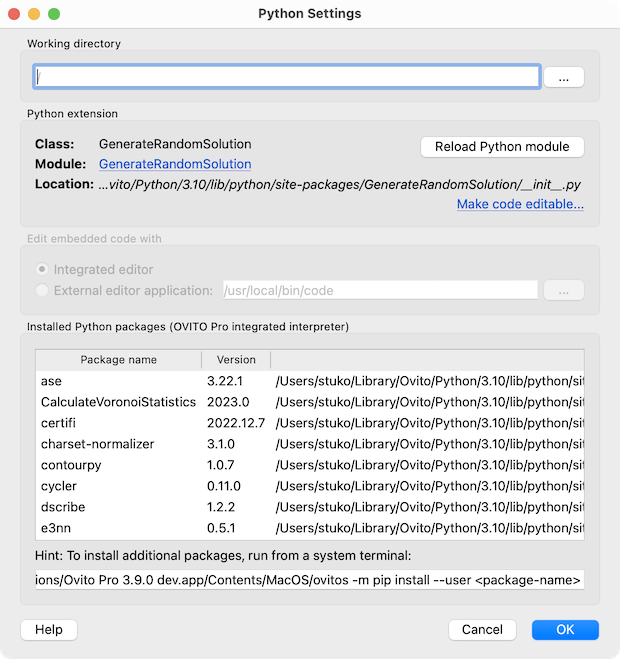 Python Settings
Working directory
/
...
Python extension
Class: GenerateRandomSolution
Reload Python module
Module: GenerateRandomSolution
Location: ...vito/Python/3.10/lib/python/site-packages/GenerateRandomSolution/__init__.py
Make code editable...
Edit embedded code with
Integrated editor
External editor application: /usr/local/bin/code ...
Installed Python packages (OVITO Pro integrated interpreter)
Package name Version
ase 3.22.1 /Users/stuko/Library/Ovito/Python/3.10/lib/python/sit
CalculateVoronoiStatistics 2023.0 /Users/stuko/Library/Ovito/Python/3.10/lib/python/sit
certifi 2022.12.7 /Users/stuko/Library/Ovito/Python/3.10/lib/python/sit
charset-normalizer 3.1.0 /Users/stuko/Library/Ovito/Python/3.10/lib/python/sit
contourpy 1.0.7 /Users/stuko/Library/Ovito/Python/3.10/lib/python/sit
cycler 0.11.0 /Users/stuko/Library/Ovito/Python/3.10/lib/python/sit
dscribe 1.2.2 /Users/stuko/Library/Ovito/Python/3.10/lib/python/sit
e3nn 0.5.1 /Users/stuko/Library/Ovito/Python/3.10/lib/python/sit
Hint: To install additional packages, run from a system terminal:
ions/Ovito Pro 3.9.0 dev.app/Contents/MacOS/ovitos -m pip install --user <package-name>
Help
Cancel
OK